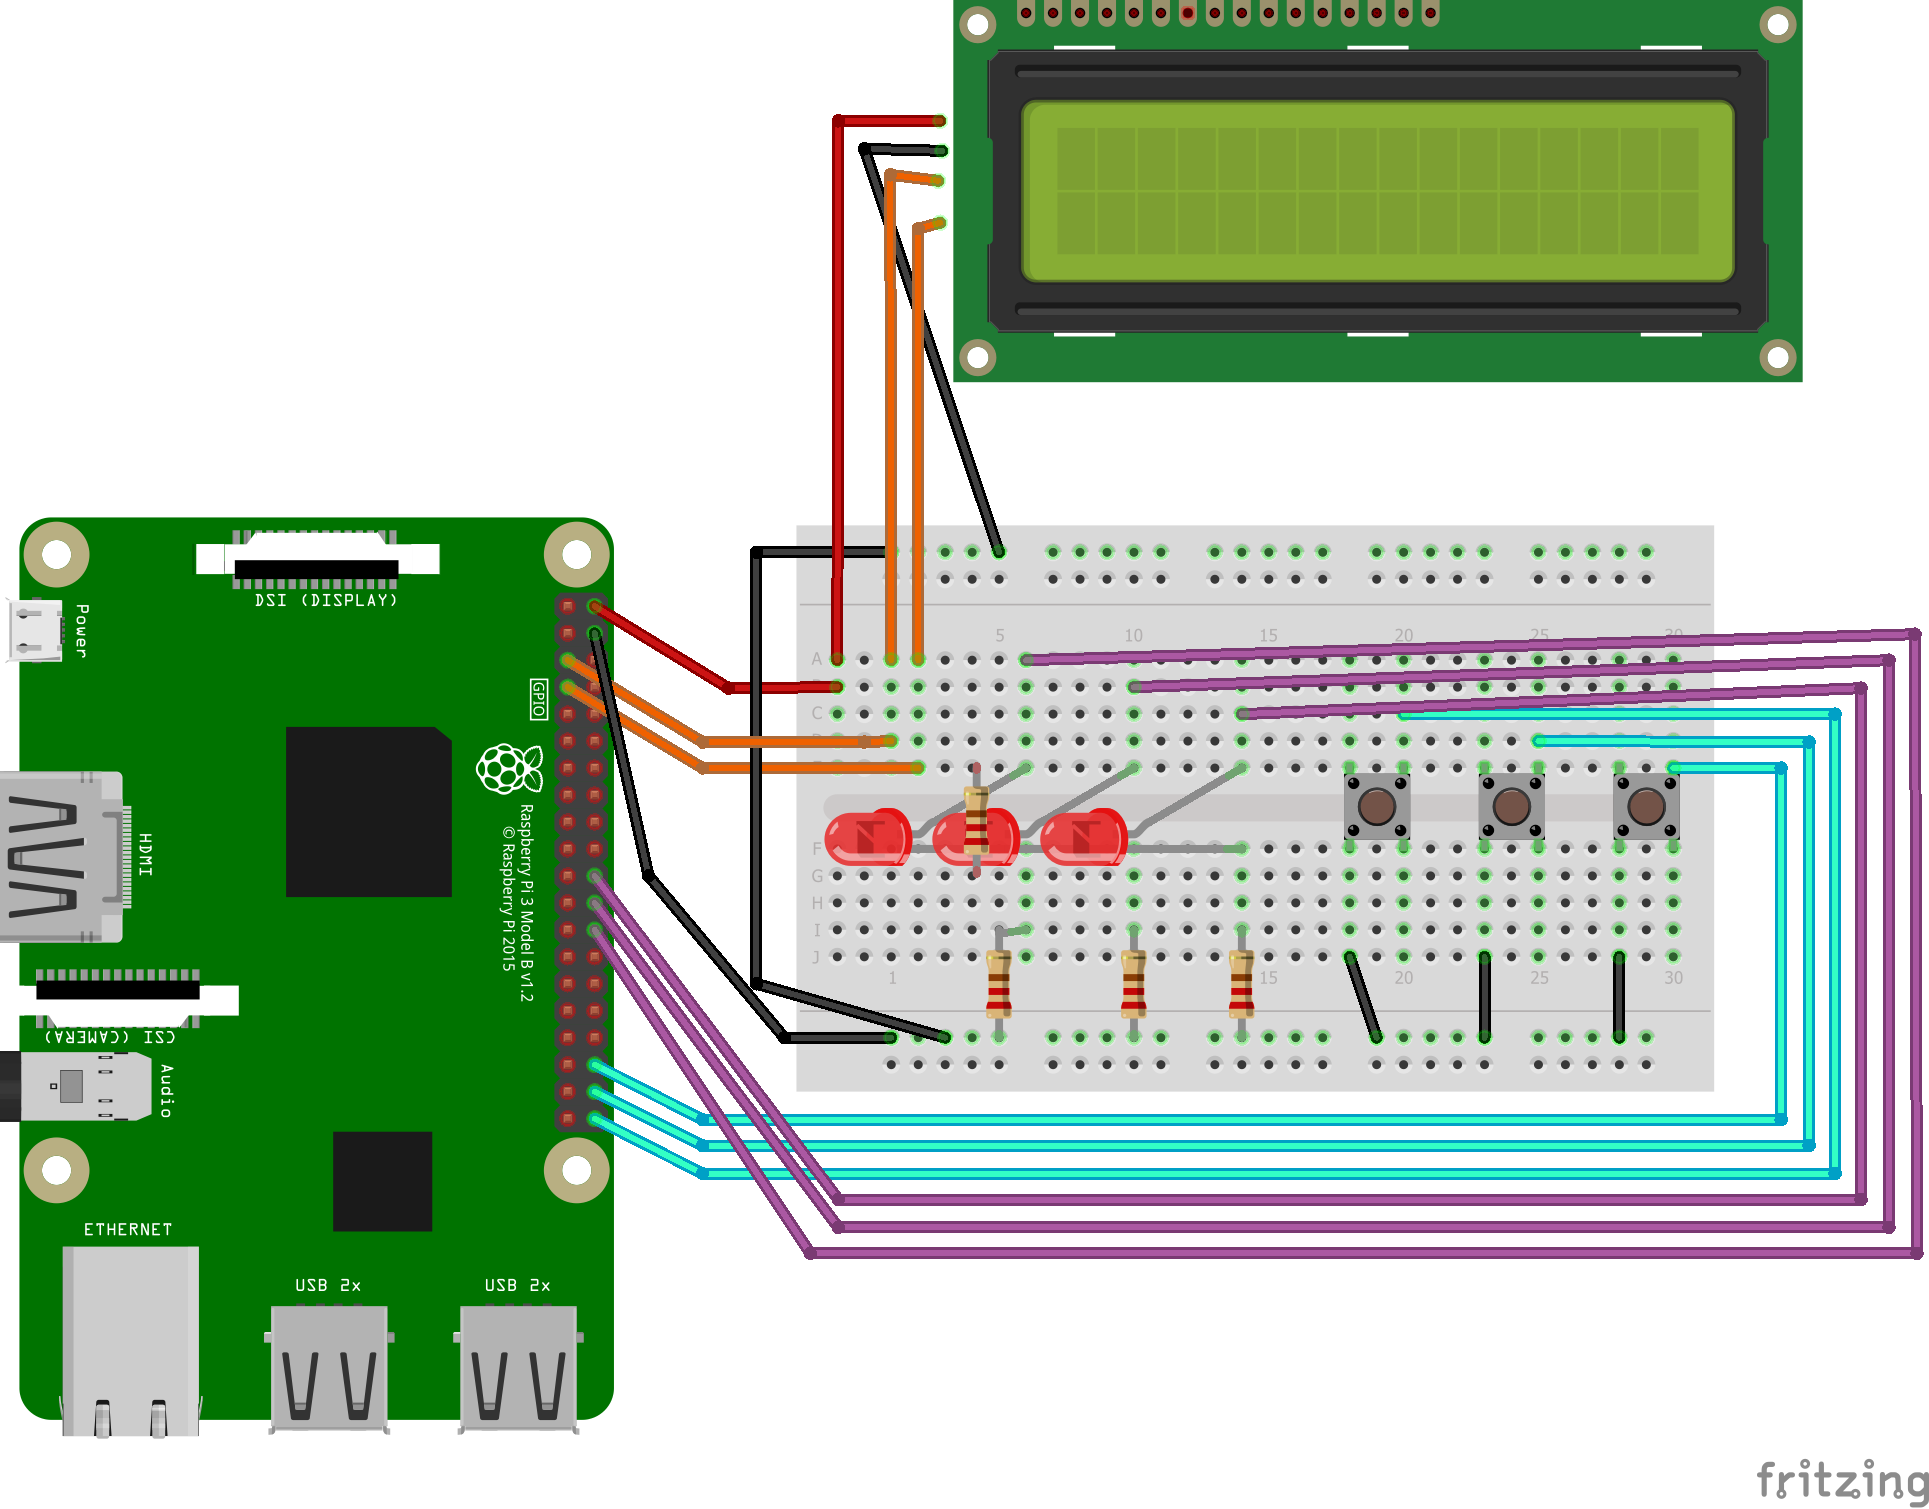 DSI (DISPLAY)
Power
5 10 15 20 25 30
A
C
GPIO
HDMI
Raspberry Pi 3 Model B v1.2
© Raspberry Pi 2015
F
G
H
I
J
1 15 20 25 30
CSI (CAMERA)
Audio
ETHERNET
USB 2x
USB 2x
fritzing